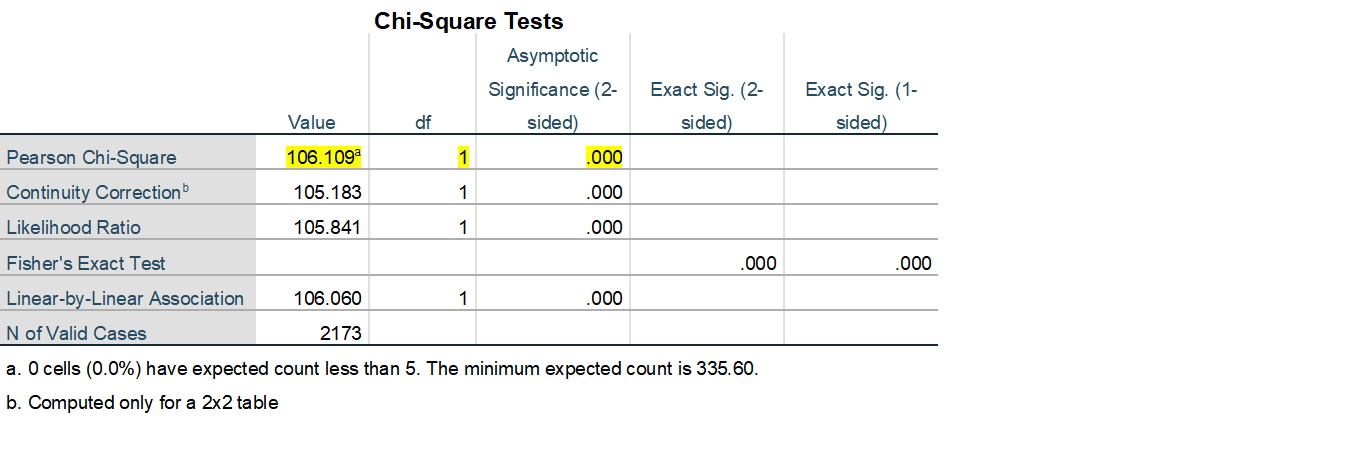 Chi-Square Tests
Value df Asymptotic Significance (2-sided) Exact Sig. (2-sided) Exact Sig. (1-sided)
Pearson Chi-Square 106.109a 1 .000
Continuity Correctionb 105.183 1 .000
Likelihood Ratio 105.841 1 .000
Fisher's Exact Test .000 .000
Linear-by-Linear Association 106.060 1 .000
N of Valid Cases 2173
a. 0 cells (0.0%) have expected count less than 5. The minimum expected count is 335.60.
b. Computed only for a 2x2 table